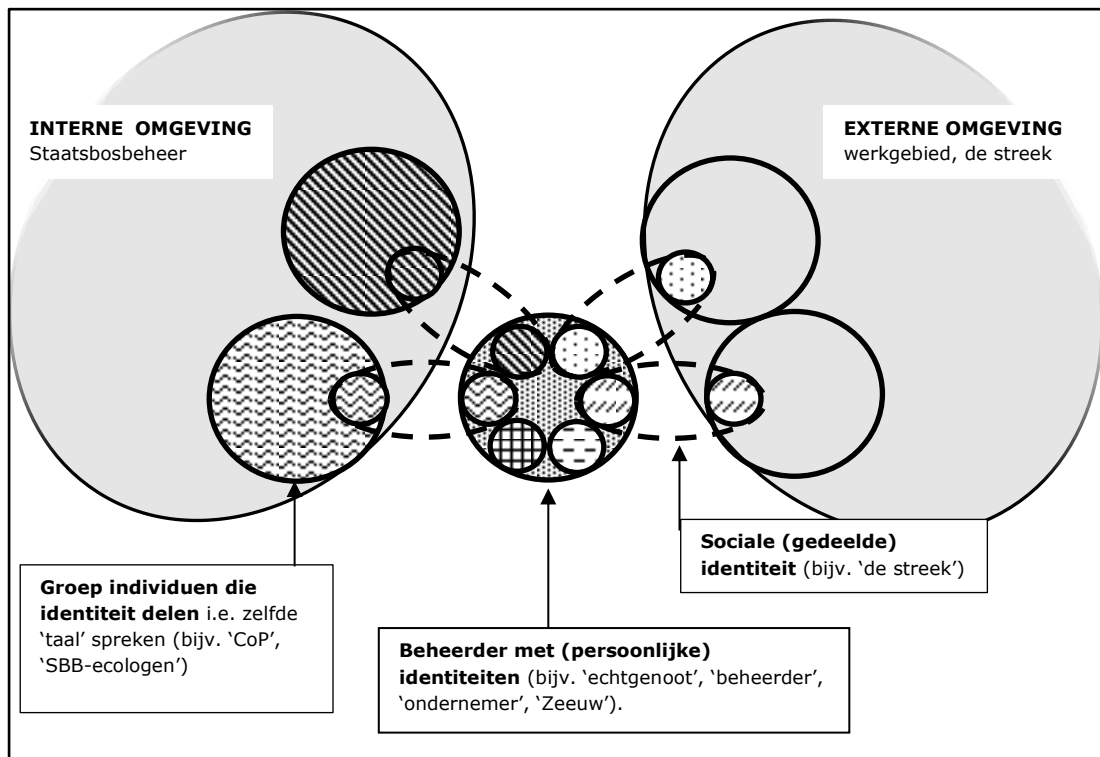 INTERNE OMGEVING
Staatsbosbeheer
EXTERNE OMGEVING
werkgebied, de streek
Sociale (gedeelde)
identiteit (bijv. ‘de streek’)
Groep individuen die
identiteit delen i.e. zelfde
‘taal’ spreken (bijv. ‘CoP’,
‘SBB-ecologen’)
Beheerder met (persoonlijke)
identiteiten (bijv. ‘echtgenoot’, ‘beheerder’,
‘ondernemer’, ‘Zeeuw’).